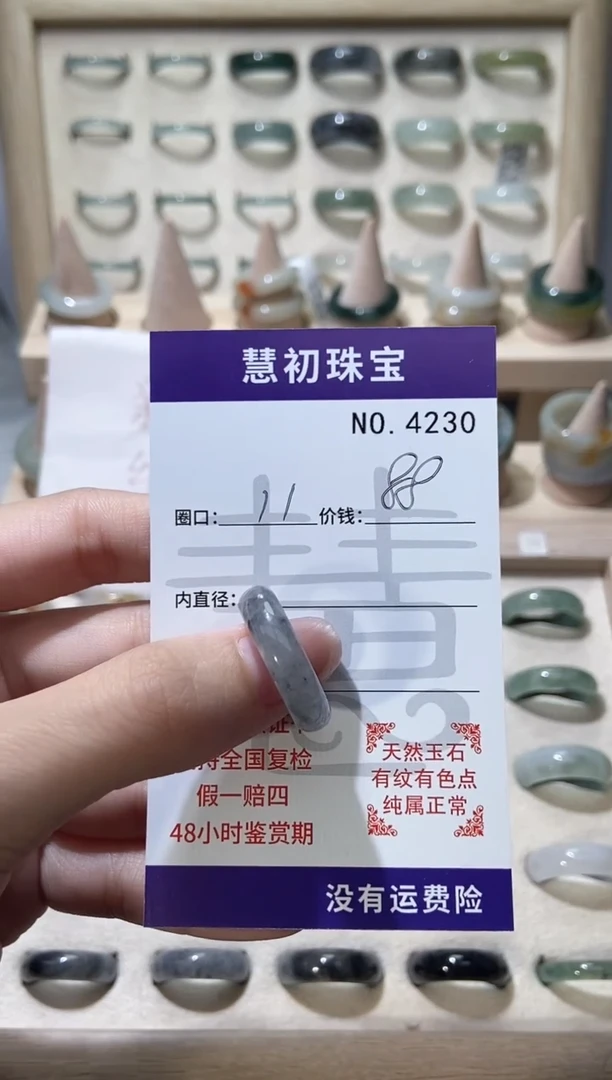 慧初珠宝
NO. 4230
圈口: 11 价钱: 88
内直径:
持全国复检
假一赔四
48小时鉴赏期
天然玉石
有纹有色点
纯属正常
没有运费险